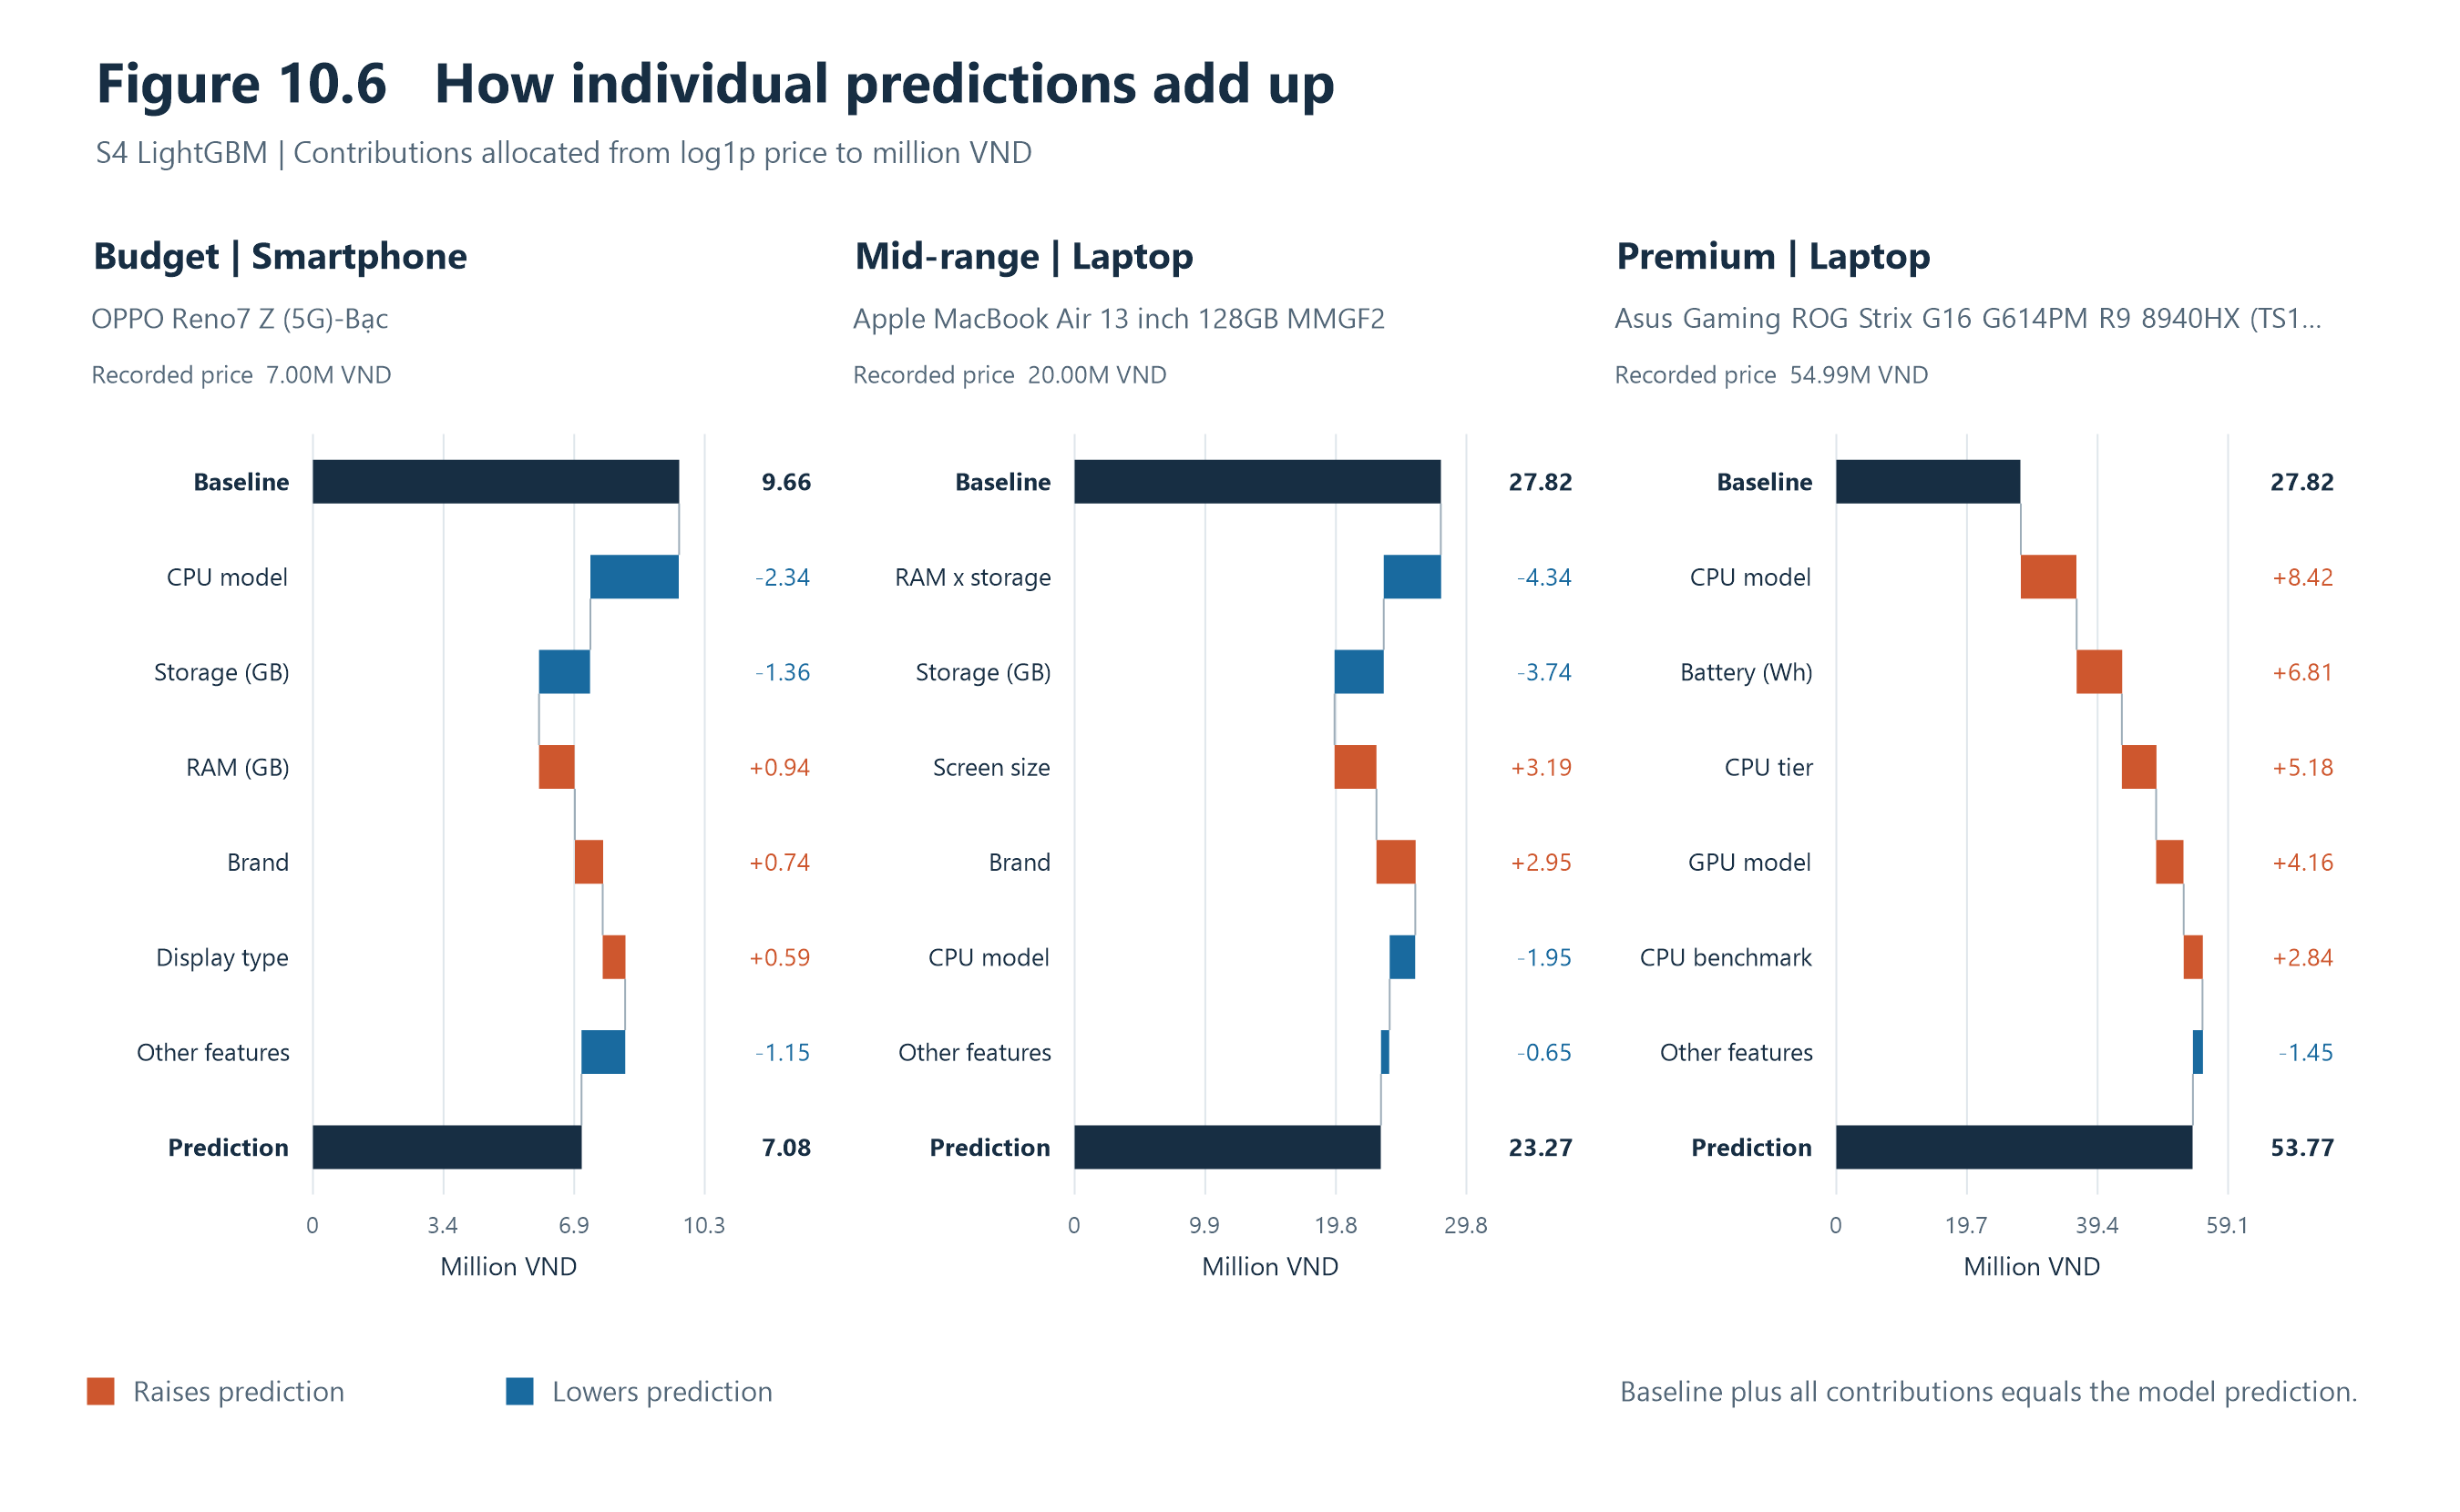 Figure 10.6 How individual predictions add up
S4 LightGBM | Contributions allocated from log1p price to million VND
Budget | Smartphone
OPPO Reno7 Z (5G)-Bạc
Recorded price 7.00M VND
Baseline 9.66
CPU model -2.34
Storage (GB) -1.36
RAM (GB) +0.94
Brand +0.74
Display type +0.59
Other features -1.15
Prediction 7.08
0 3.4 6.9 10.3
Million VND
Mid-range | Laptop
Apple MacBook Air 13 inch 128GB MMGF2
Recorded price 20.00M VND
Baseline 27.82
RAM x storage -4.34
Storage (GB) -3.74
Screen size +3.19
Brand +2.95
CPU model -1.95
Other features -0.65
Prediction 23.27
0 9.9 19.8 29.8
Million VND
Premium | Laptop
Asus Gaming ROG Strix G16 G614PM R9 8940HX (TS1...
Recorded price 54.99M VND
Baseline 27.82
CPU model +8.42
Battery (Wh) +6.81
CPU tier +5.18
GPU model +4.16
CPU benchmark +2.84
Other features -1.45
Prediction 53.77
0 19.7 39.4 59.1
Million VND
Raises prediction
Lowers prediction
Baseline plus all contributions equals the model prediction.